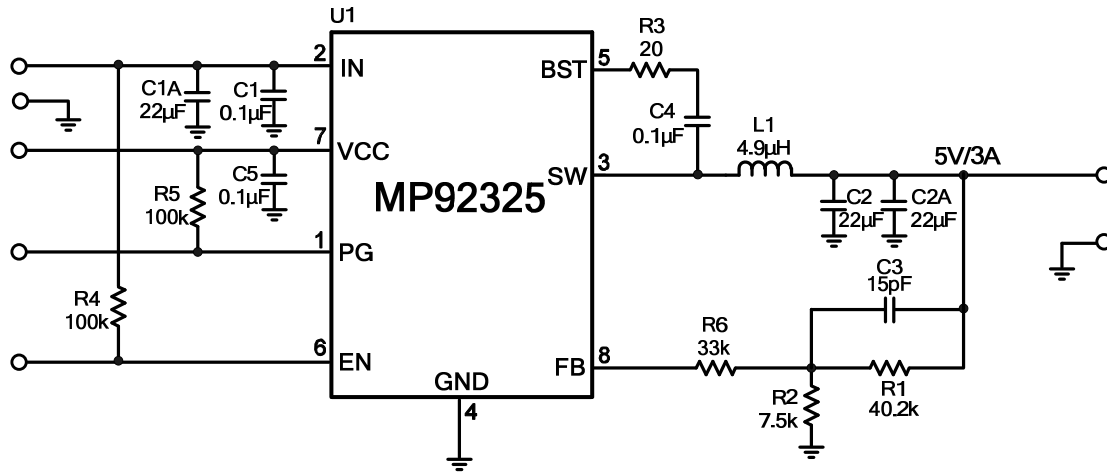 U1
2
IN
C1A
22µF
C1
0.1µF
7
VCC
C5
0.1µF
R5
100k
1
PG
R4
100k
6
EN
MP92325
GND
4
BST
5
R3
20
C4
0.1µF
SW
3
L1
4.9µH
5V/3A
C2
22µF
C2A
22µF
C3
15pF
FB
8
R6
33k
R2
7.5k
R1
40.2k